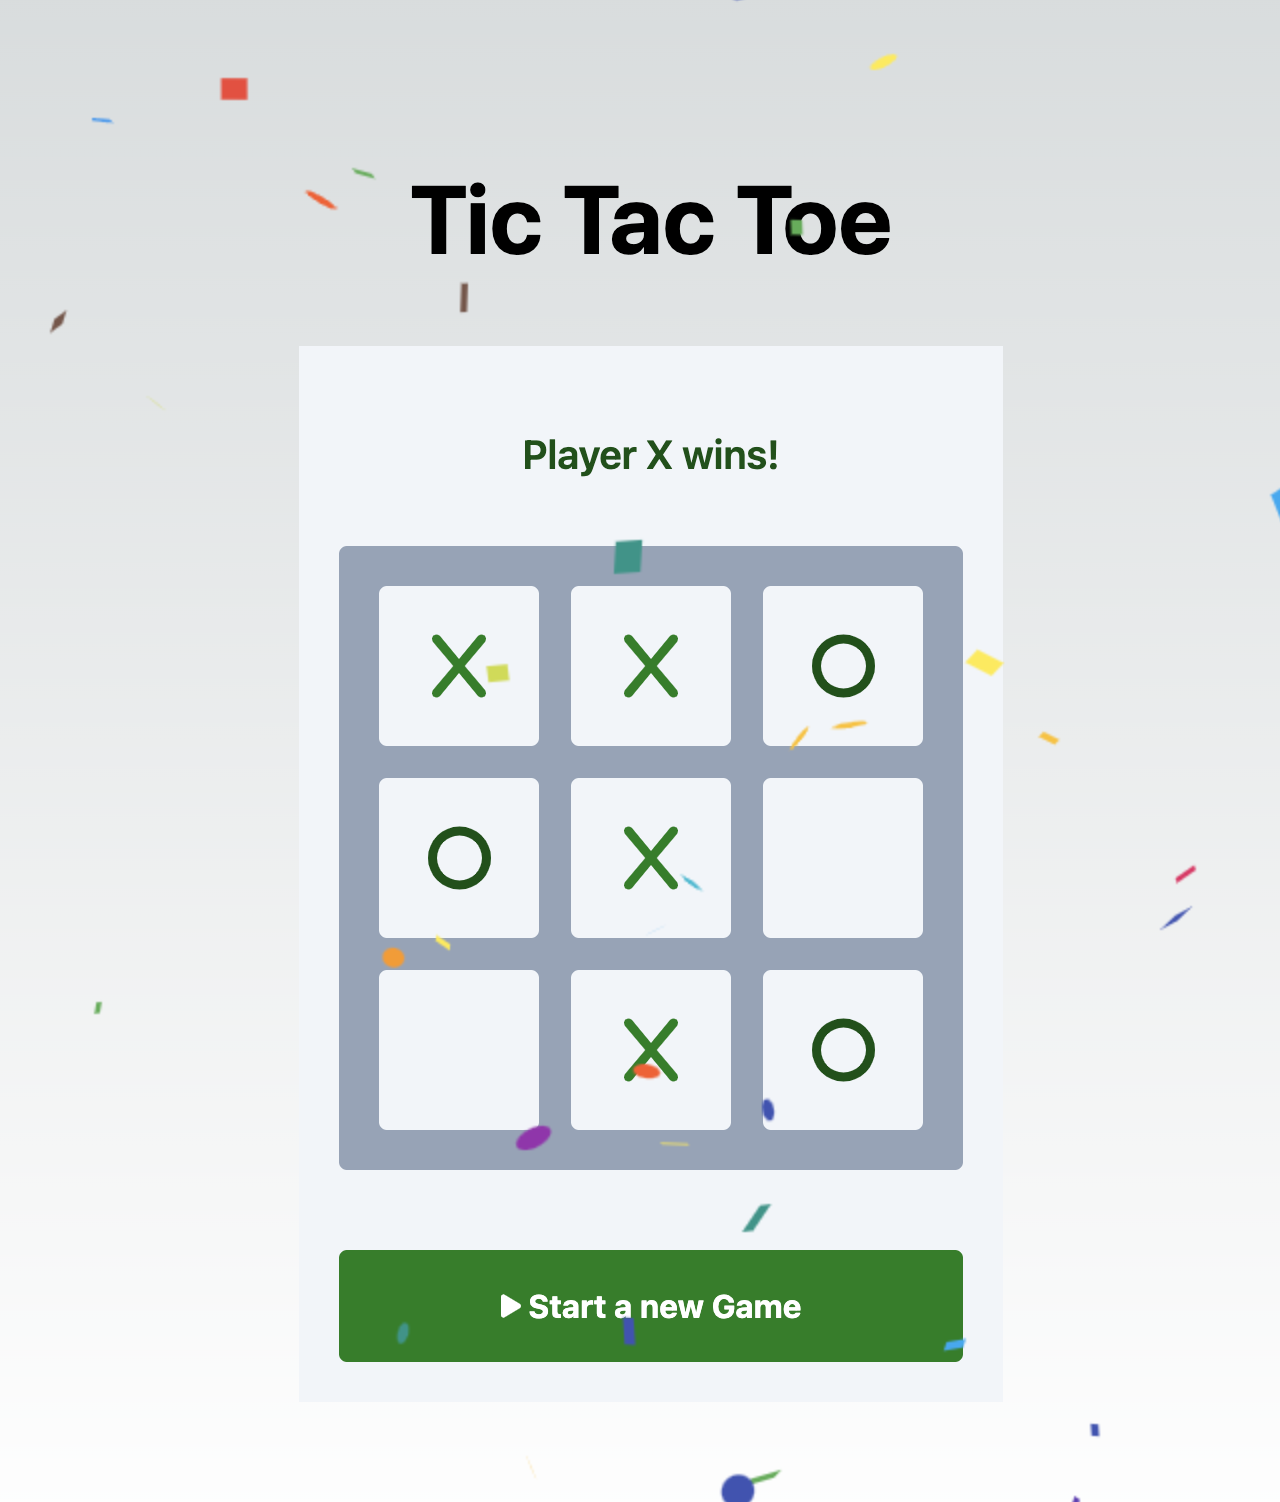 Tic Tac Toe
Player X wins!
X X O
O X
X O
Start a new Game